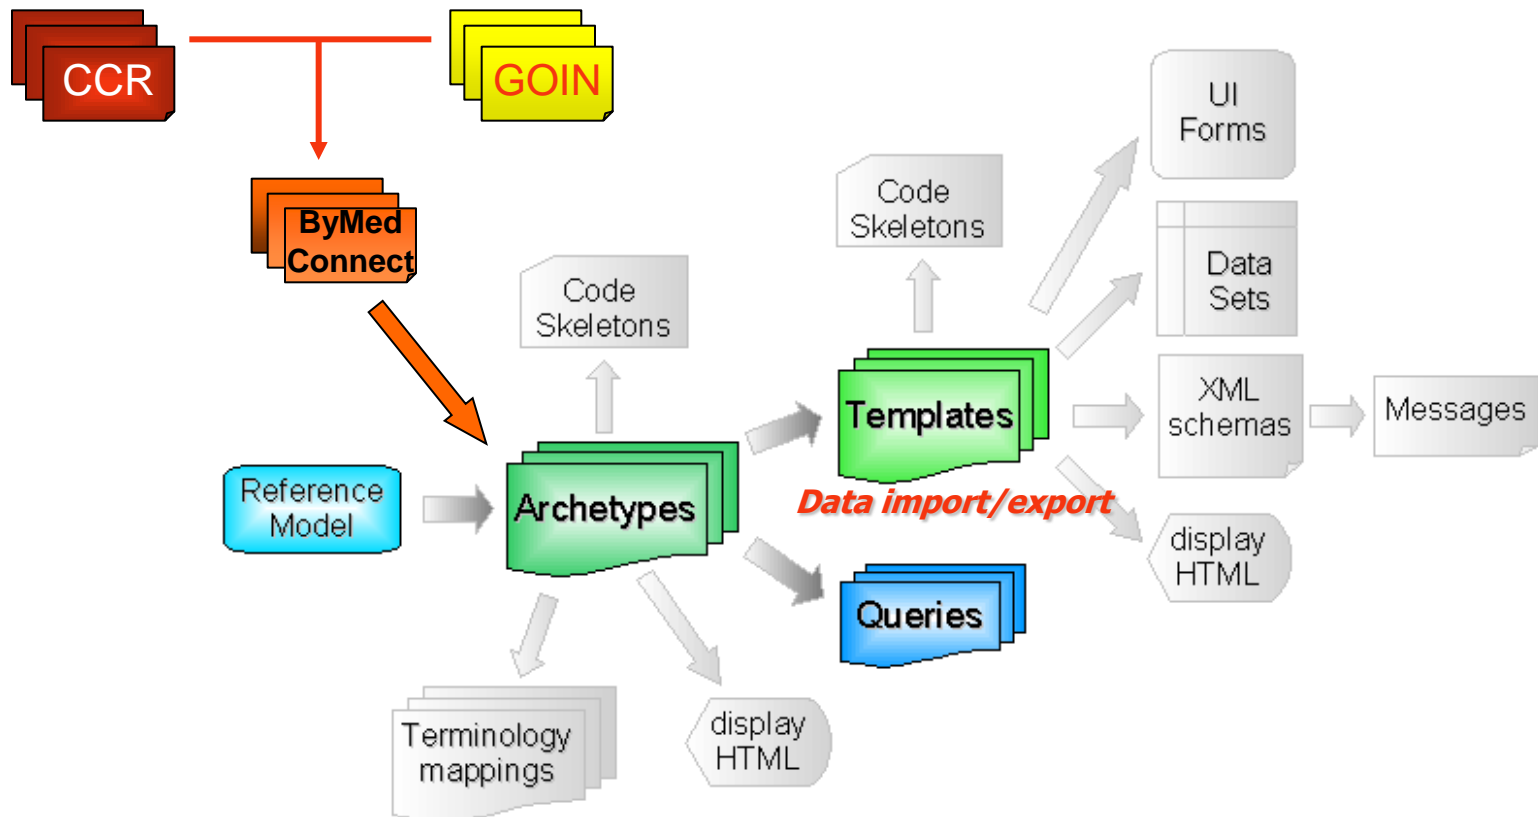 CCR
GOIN
UI
Forms
Code
Skeletons
ByMed
Connect
Data
Sets
Code
Skeletons
XML
schemas
Messages
Templates
Data import/export
Reference
Model
Archetypes
display
HTML
Queries
Terminology
mappings
display
HTML